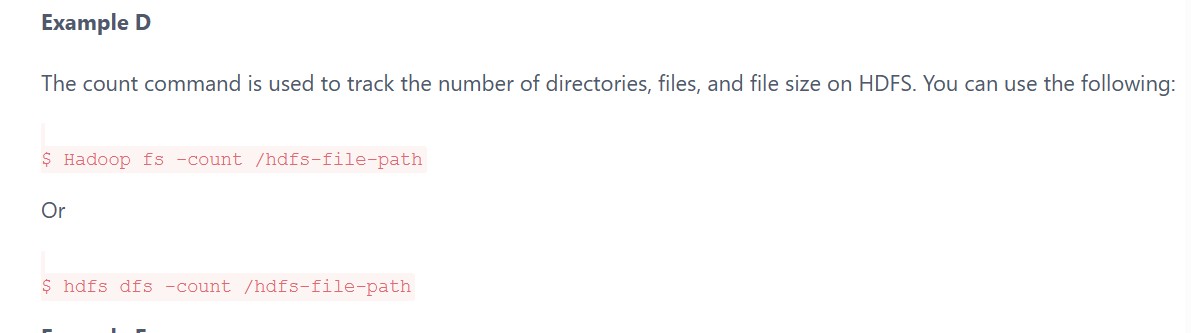 Example D
The count command is used to track the number of directories, files, and file size on HDFS. You can use the following:
$ Hadoop fs -count /hdfs-file-path
Or
$ hdfs dfs -count /hdfs-file-path